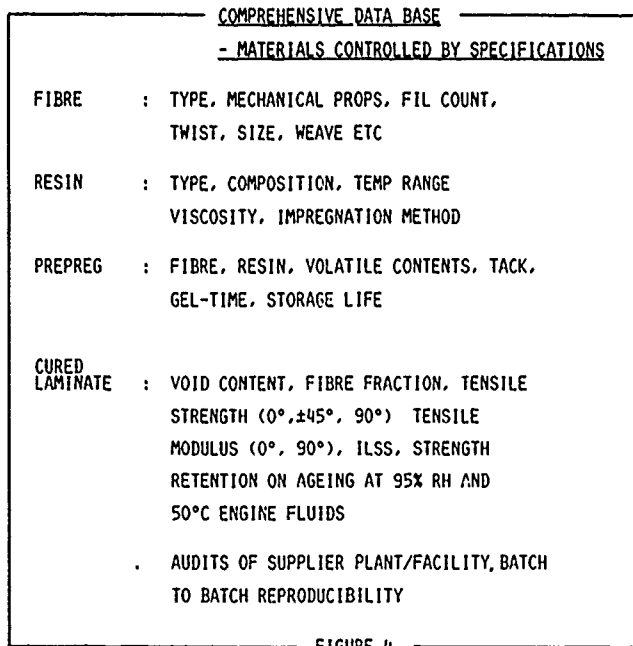 COMPREHENSIVE DATA BASE
- MATERIALS CONTROLLED BY SPECIFICATIONS
FIBRE : TYPE, MECHANICAL PROPS, FIL COUNT,
TWIST, SIZE, WEAVE ETC
RESIN : TYPE, COMPOSITION, TEMP RANGE
VISCOSITY, IMPREGNATION METHOD
PREPREG : FIBRE, RESIN, VOLATILE CONTENTS, TACK,
GEL-TIME, STORAGE LIFE
CURED
LAMINATE : VOID CONTENT, FIBRE FRACTION, TENSILE
STRENGTH (0°,±45°, 90°) TENSILE
MODULUS (0°, 90°), ILSS, STRENGTH
RETENTION ON AGEING AT 95% RH AND
50°C ENGINE FLUIDS
. AUDITS OF SUPPLIER PLANT/FACILITY, BATCH
TO BATCH REPRODUCIBILITY
FIGURE 4